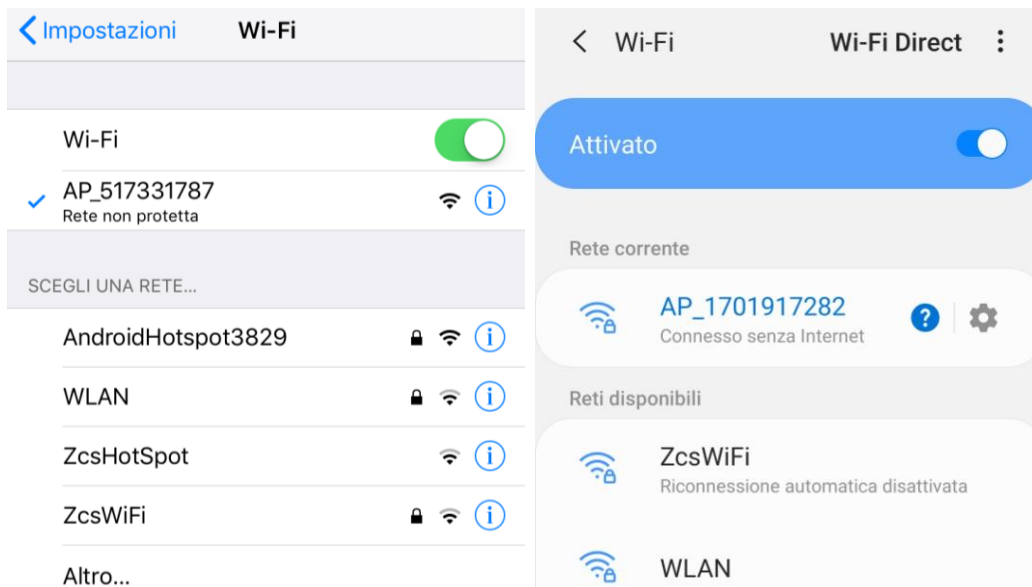 Impostazioni
Wi-Fi
Wi-Fi
AP_517331787
Rete non protetta
SCEGLI UNA RETE...
AndroidHotspot3829
WLAN
ZcsHotSpot
ZcsWiFi
Altro...
Wi-Fi
Wi-Fi Direct
Attivato
Rete corrente
AP_1701917282
Connesso senza Internet
Reti disponibili
ZcsWiFi
Riconnessione automatica disattivata
WLAN